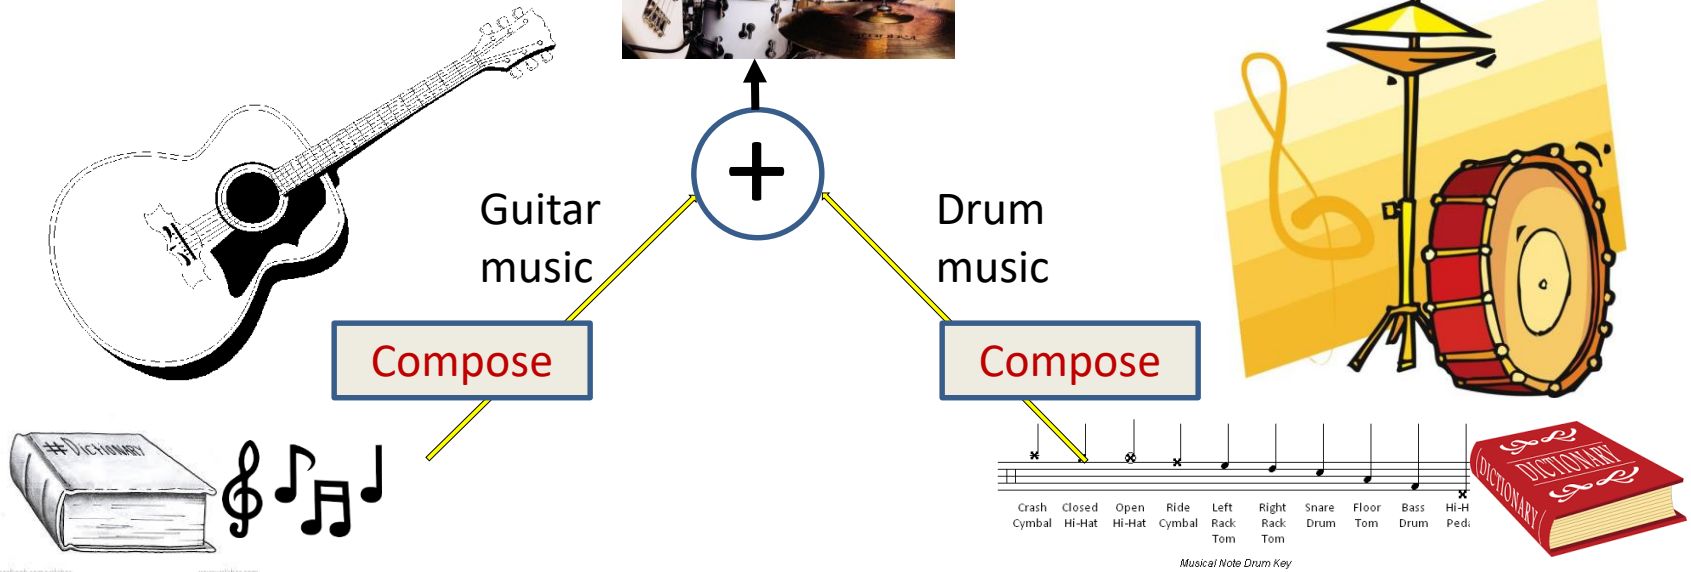 Guitar
music
Drum
music
+
Compose
Compose
#Dictionary
Crash Cymbal
Closed Hi-Hat
Open Hi-Hat
Ride Cymbal
Left Rack Tom
Right Rack Tom
Snare Drum
Floor Tom
Bass Drum
Musical Note Drum Key
DICTIONARY
DICTIONARY